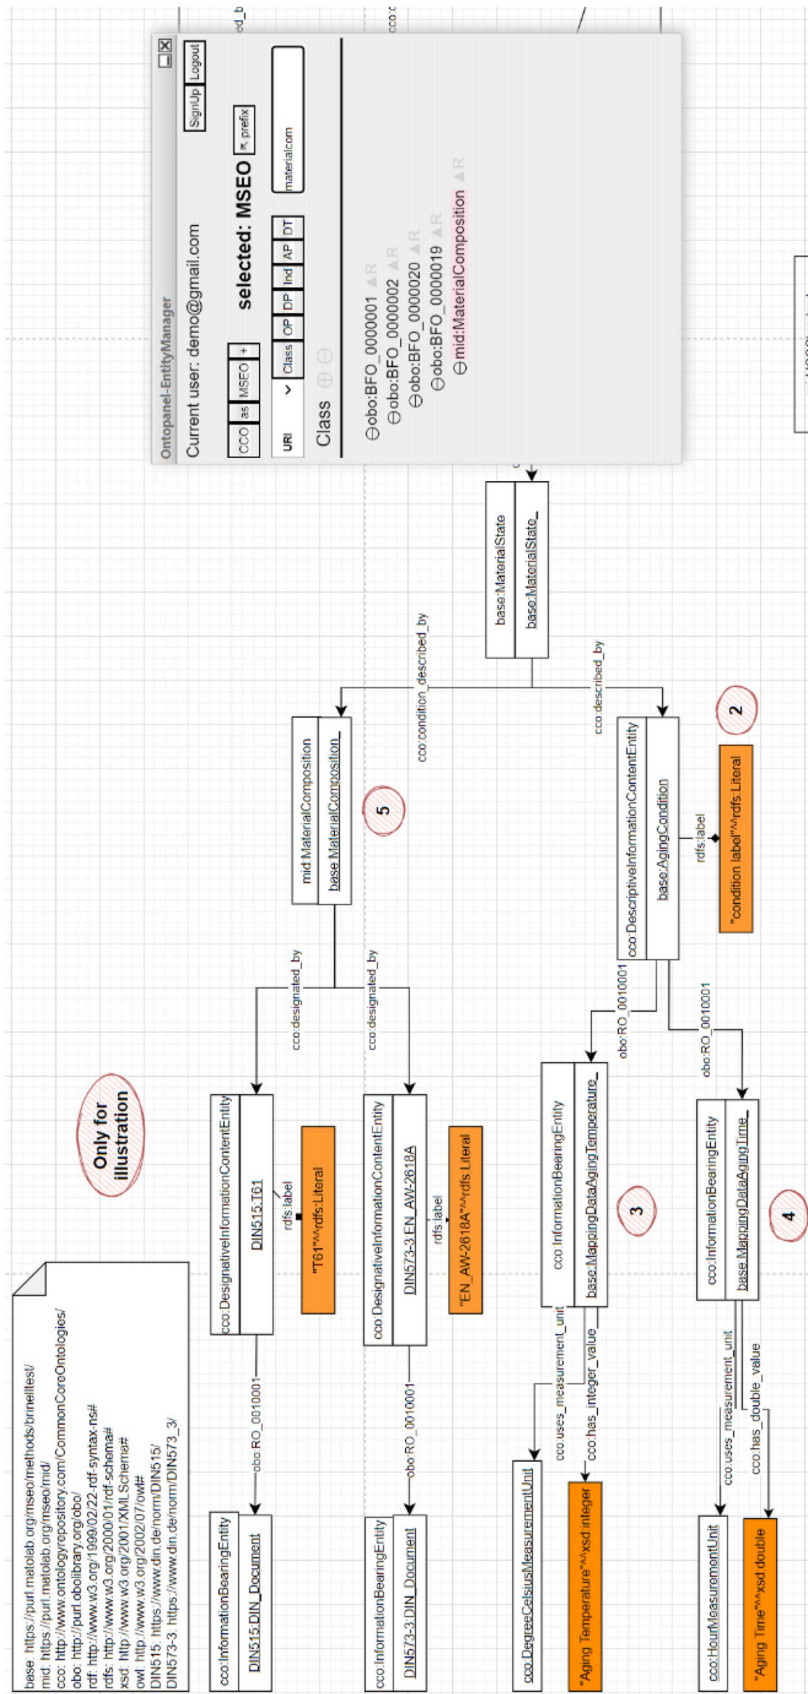 base: https://purl.matolab.org/mseo/methods/brinelltest/
mid: https://purl.matolab.org/mseo/mid/
cco: http://www.ontologyrepository.com/CommonCoreOntologies/
obo: http://purl.obolibrary.org/obo/
rdf: http://www.w3.org/1999/02/22-rdf-syntax-ns#
rdfs: http://www.w3.org/2000/01/rdf-schema#
xsd: http://www.w3.org/2001/XMLSchema#
owl: http://www.w3.org/2002/07/owl#
DIN515: https://www.din.de/norm/DIN515/
DIN573-3: https://www.din.de/norm/DIN573_3/
Only for
illustration
cco:InformationBearingEntity
DIN515:DIN_Document
obo:RO_0010001
cco:DesignativeInformationContentEntity
DIN515:T61
rdfs:label
"T61"^^rdfs:Literal
cco:designated_by
cco:InformationBearingEntity
DIN573-3:DIN_Document
obo:RO_0010001
cco:DesignativeInformationContentEntity
DIN573-3:EN_AW-2618A
rdfs:label
"EN_AW-2618A"^^rdfs:Literal
cco:designated_by
mid:MaterialComposition
base:MaterialComposition_
5
cco:condition_described_by
base:MaterialState
base:MaterialState_
cco:described_by
cco:DegreeCelsiusMeasurementUnit
cco:uses_measurement_unit
cco:has_integer_value
"Aging Temperature"^^xsd:integer
cco:InformationBearingEntity
base:MappingDataAgingTemperature_
3
obo:RO_0010001
cco:DescriptiveInformationContentEntity
base:AgingCondition
rdfs:label
"condition label"^^rdfs:Literal
2
obo:RO_0010001
cco:HourMeasurementUnit
cco:uses_measurement_unit
cco:has_double_value
"Aging Time"^^xsd:double
cco:InformationBearingEntity
base:MappingDataAgingTime_
4
ed_b
Ontopanel-EntityManager
Current user: demo@gmail.com
SignUp Logout
CCO as MSEO +
selected: MSEO
prefix
URI
Class OP DP Ind AP DT
materialcom
Class
obo:BFO_0000001 R
obo:BFO_0000002 R
obo:BFO_0000020 R
obo:BFO_0000019 R
mid:MaterialComposition R